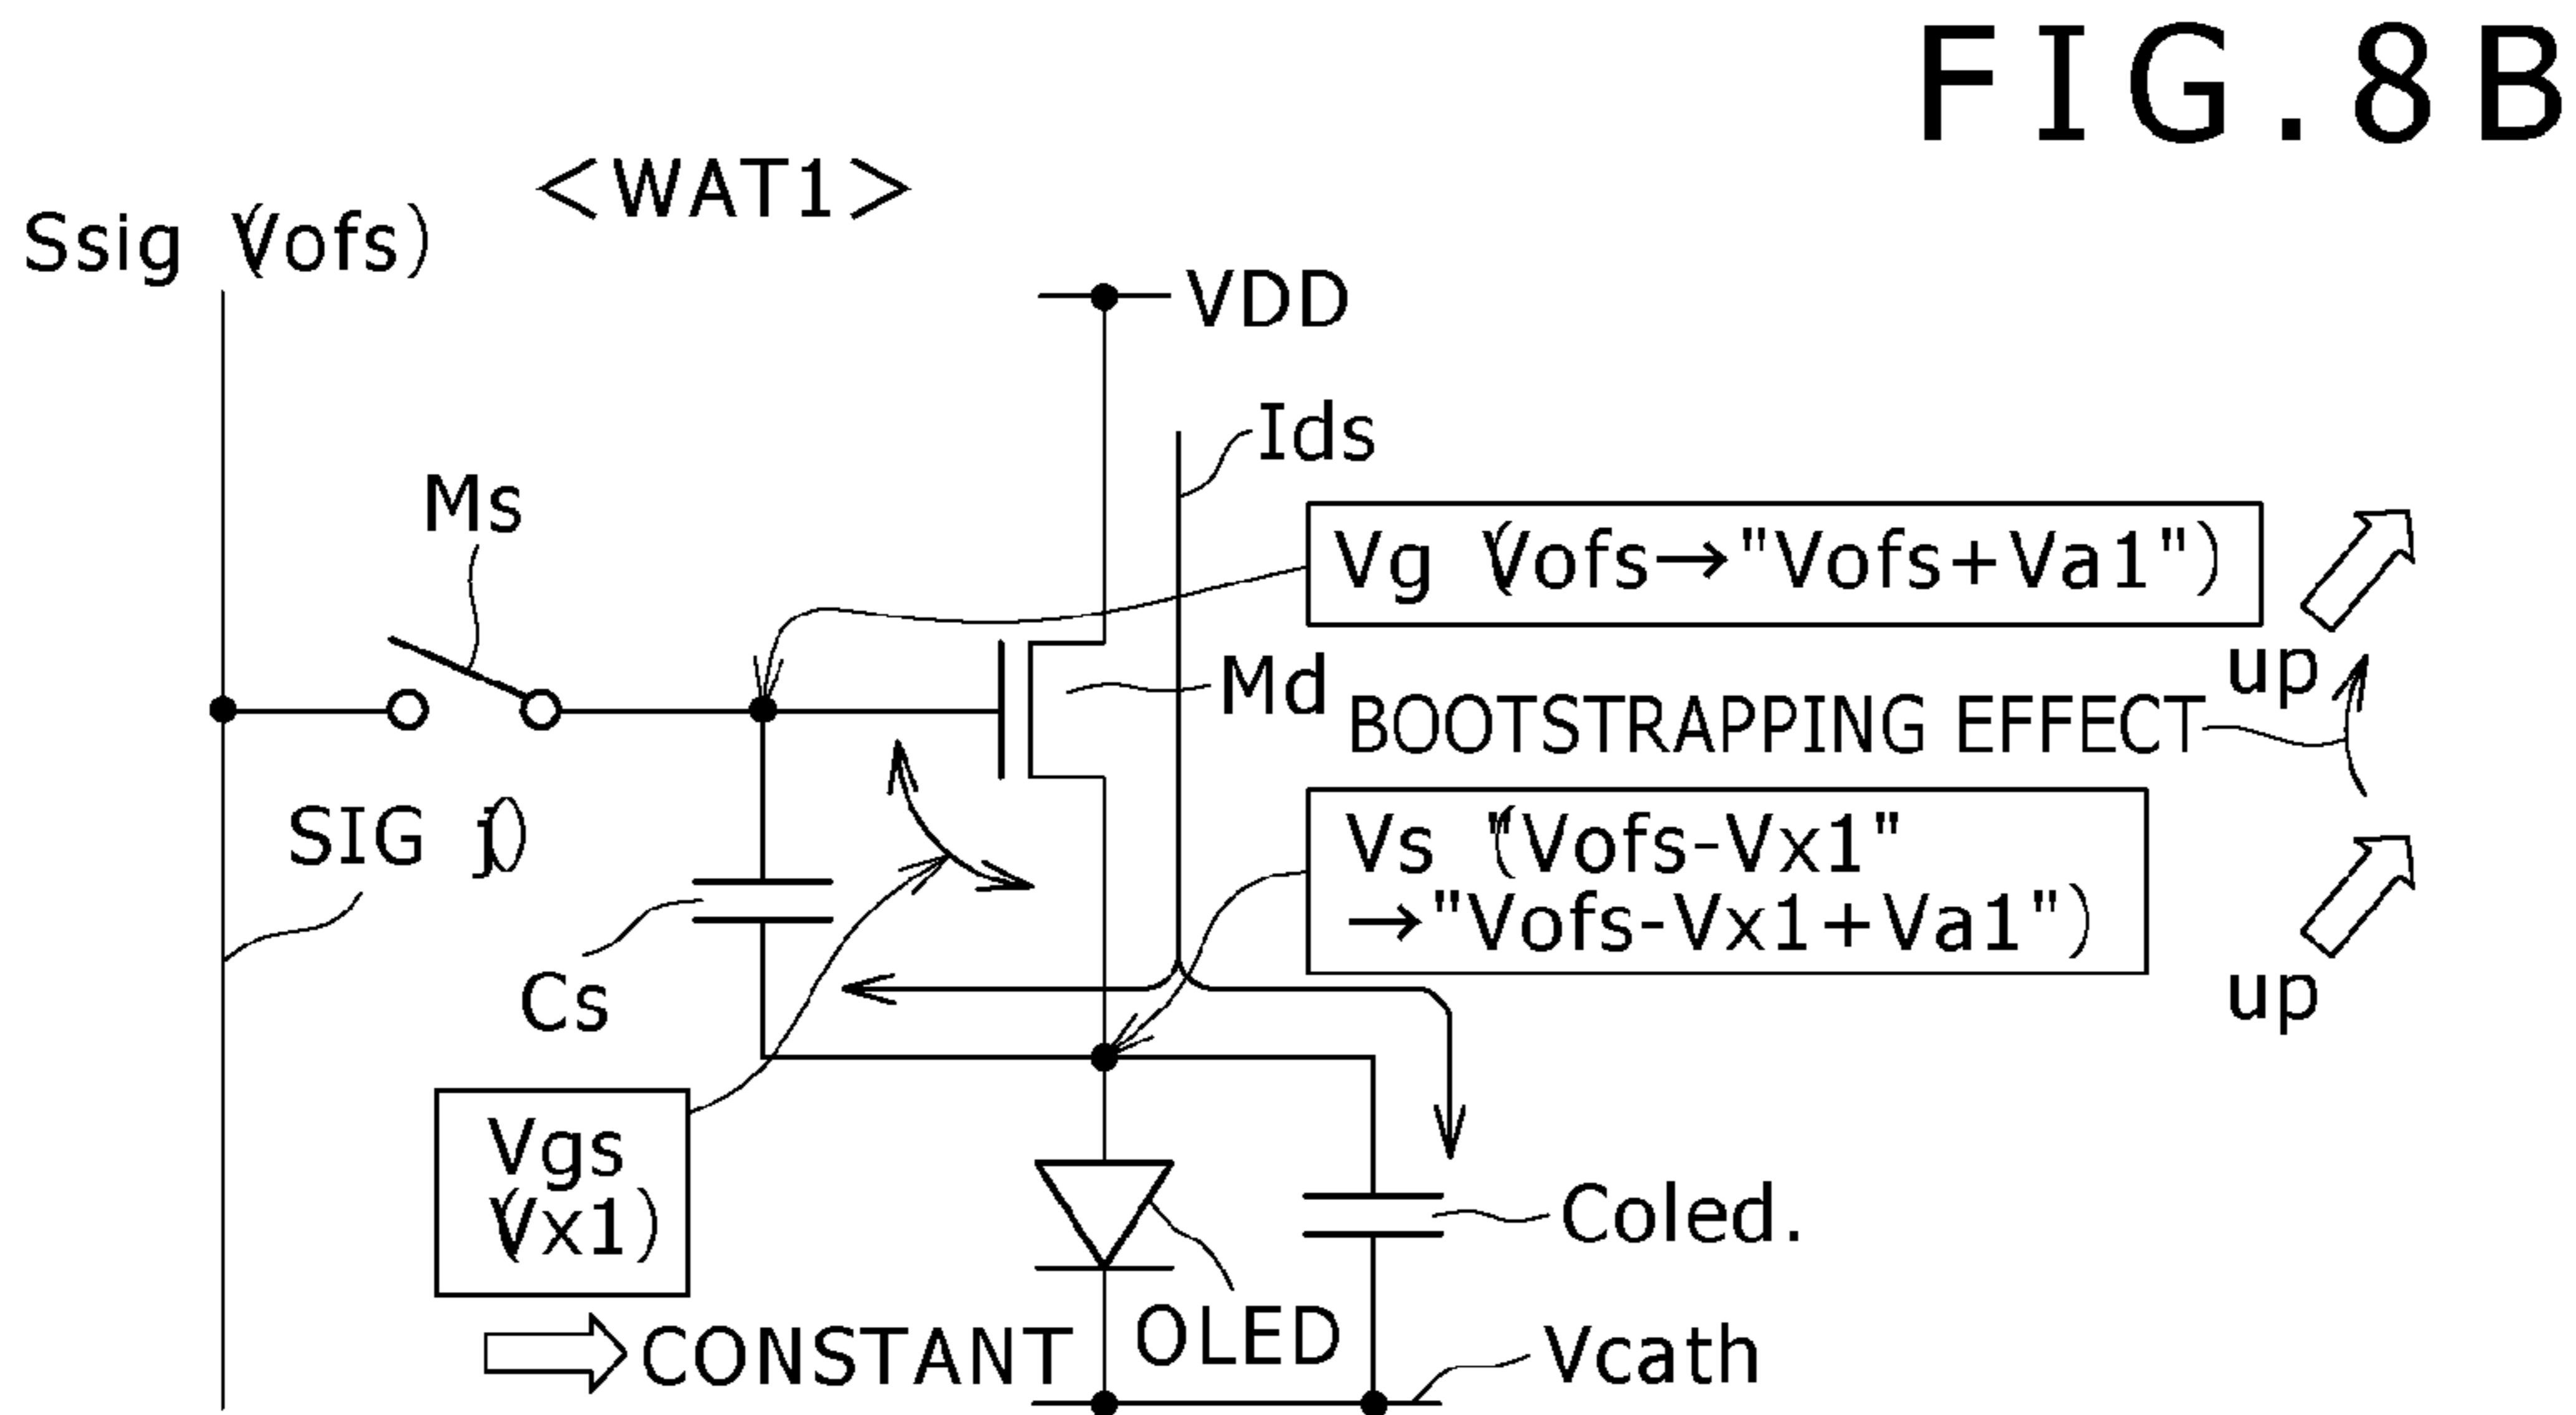 FIG.8B
<WAT1>
Ssig (Vofs)
VDD
Ids
Ms
Vg (Vofs→"Vofs+Va1")
up
Md
BOOTSTRAPPING EFFECT
SIG (j)
Vs ("Vofs-Vx1"
→"Vofs-Vx1+Va1")
up
Cs
Vgs
(Vx1)
Coled.
OLED
CONSTANT
Vcath